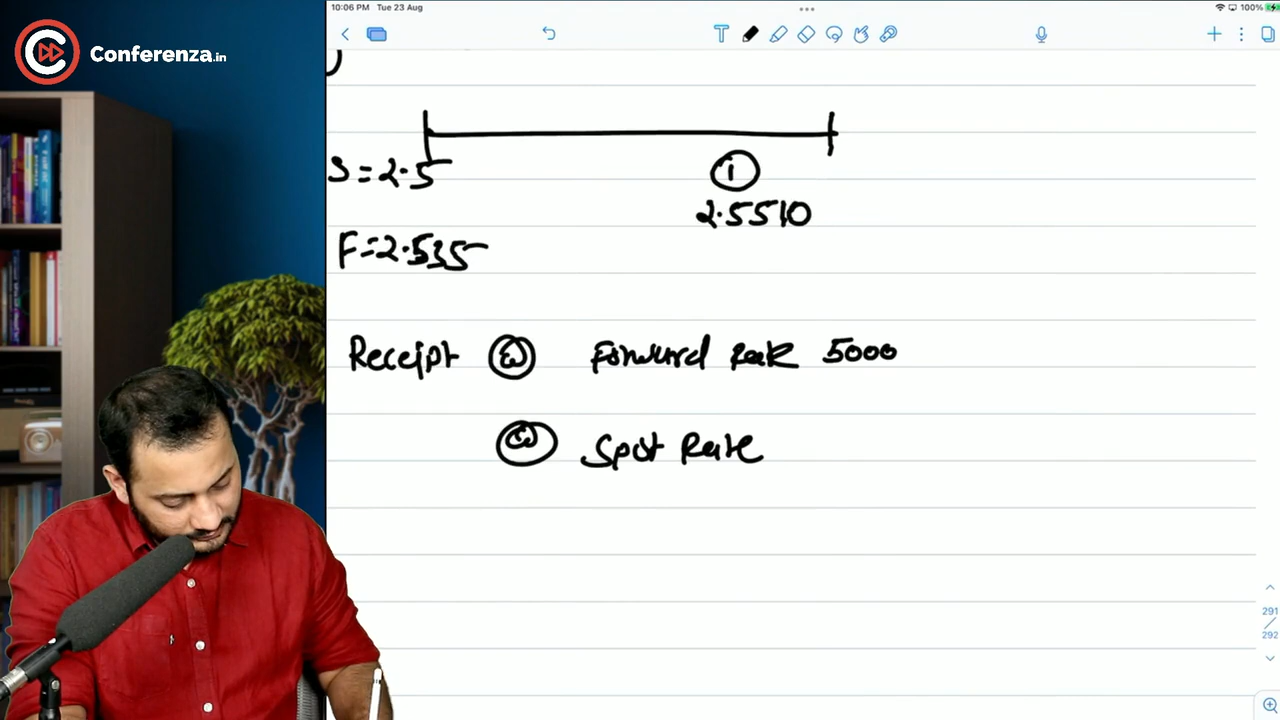 10:06 PM Tue 23 Aug
100%
Conferenza.in
S = 2.5
①
2.5510
F = 2.535
Receipt @ Forward Rate 5000
@ Spot Rate
291
292